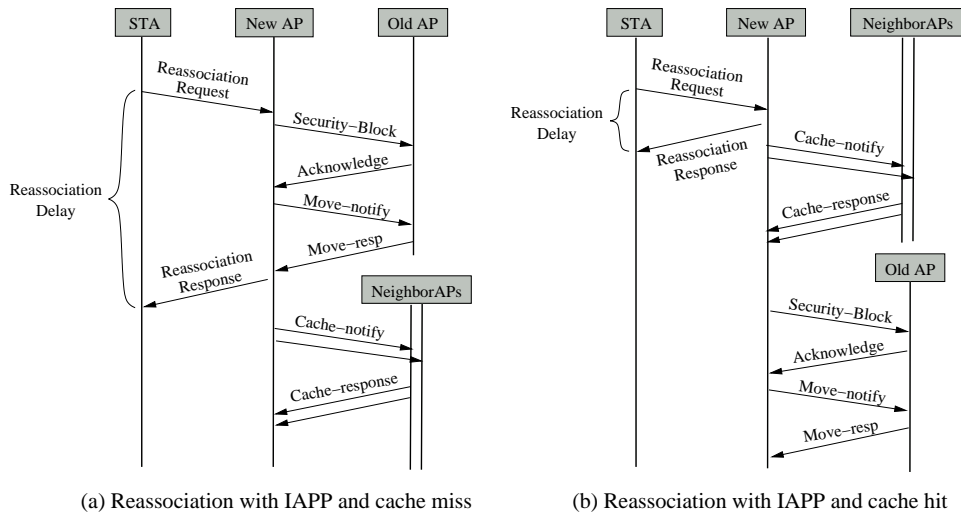 STA
New AP
Old AP
Reassociation
Request
Security−Block
Acknowledge
Reassociation
Delay
Move−notify
Move−resp
Reassociation
Response
NeighborAPs
Cache−notify
Cache−response
(a) Reassociation with IAPP and cache miss
STA
New AP
NeighborAPs
Reassociation
Request
Reassociation
Delay
Cache−notify
Reassociation
Response
Cache−response
Old AP
Security−Block
Acknowledge
Move−notify
Move−resp
(b) Reassociation with IAPP and cache hit